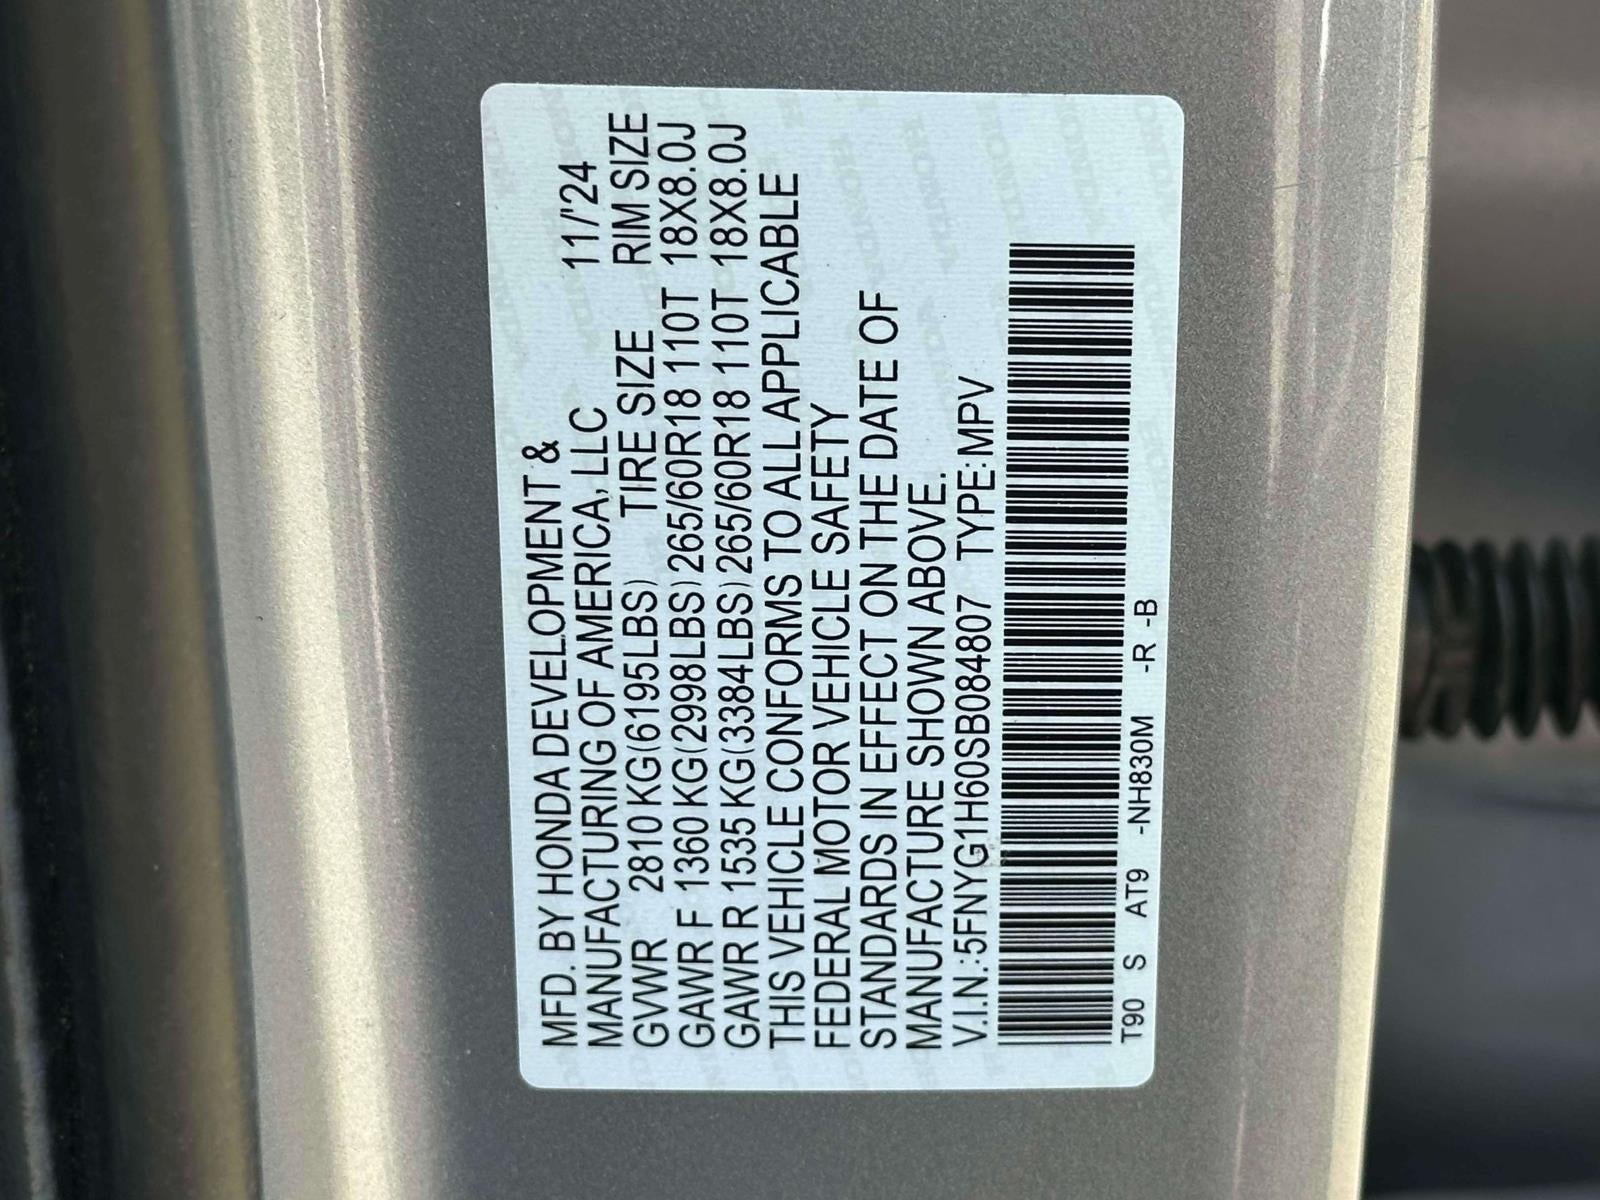 MFD. BY HONDA DEVELOPMENT &
MANUFACTURING OF AMERICA, LLC 11/'24
GVWR 2810 KG(6195LBS) TIRE SIZE RIM SIZE
GAWR F 1360 KG(2998LBS) 265/60R18 110T 18X8.0J
GAWR R 1535 KG(3384LBS) 265/60R18 110T 18X8.0J
THIS VEHICLE CONFORMS TO ALL APPLICABLE
FEDERAL MOTOR VEHICLE SAFETY
STANDARDS IN EFFECT ON THE DATE OF
MANUFACTURE SHOWN ABOVE.
V.I.N.:5FNYG1H60SB084807 TYPE:MPV
T90 S AT9 -NH830M -R -B